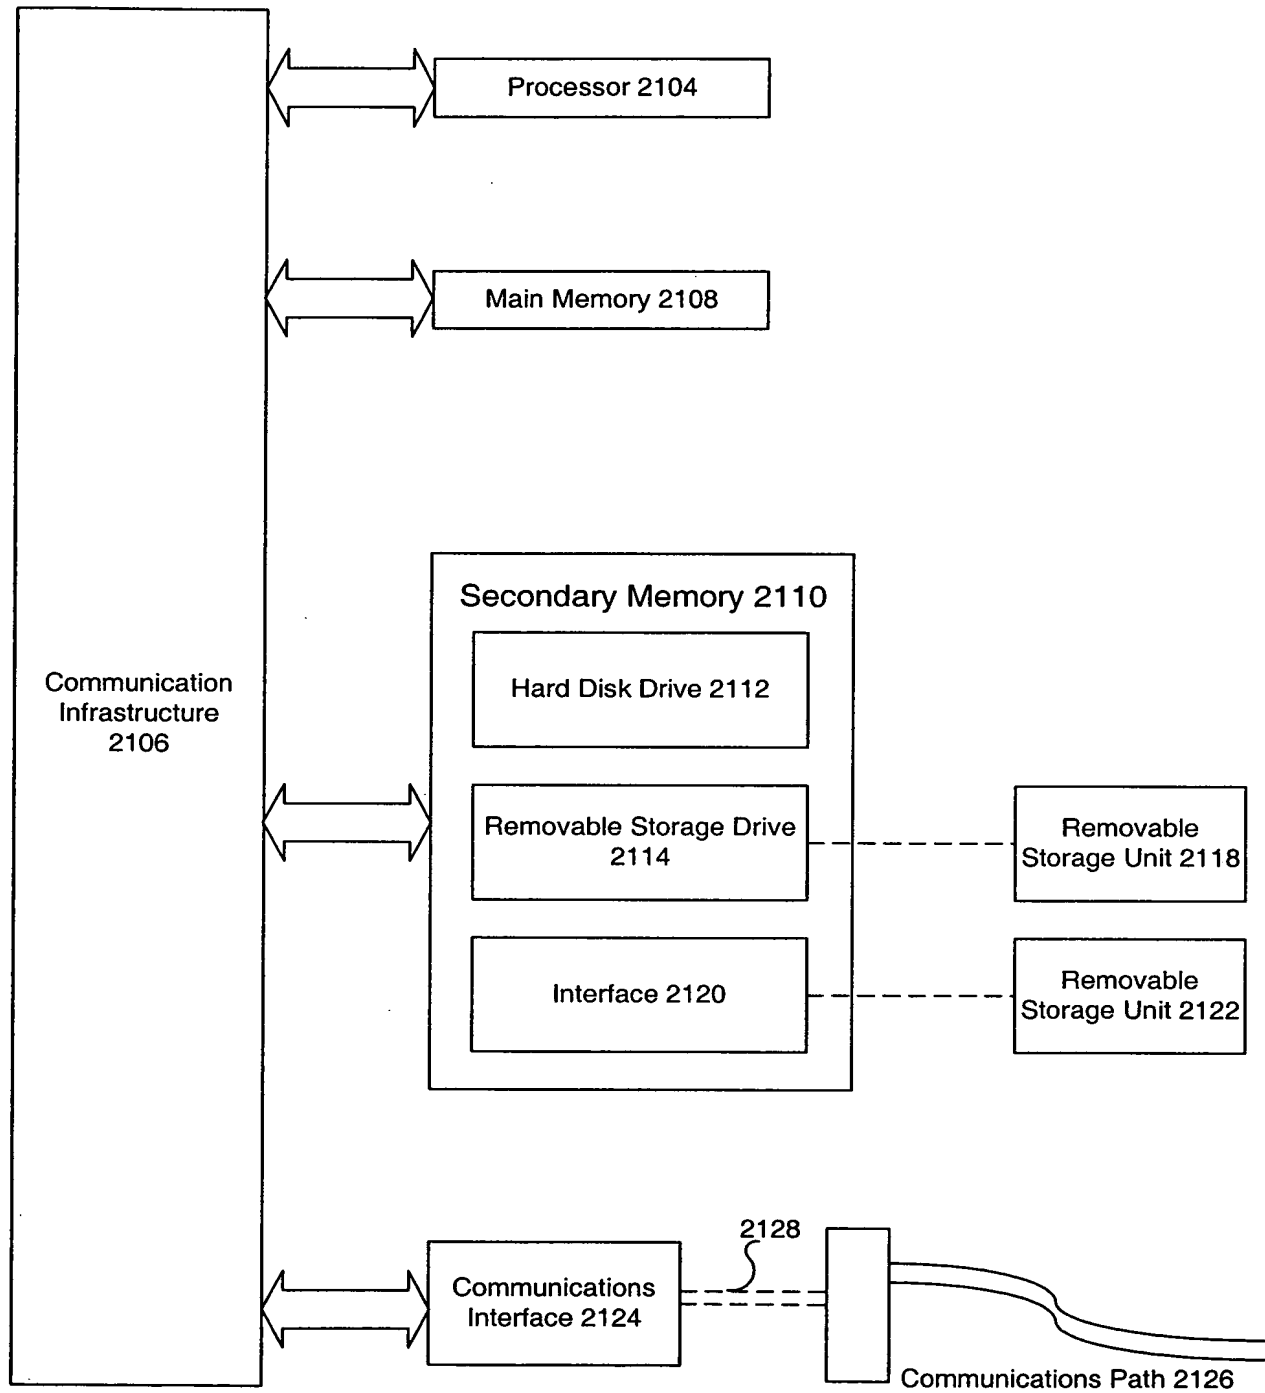 Processor 2104
Main Memory 2108
Secondary Memory 2110
Hard Disk Drive 2112
Communication
Infrastructure
2106
Removable Storage Drive
2114
Removable
Storage Unit 2118
Interface 2120
Removable
Storage Unit 2122
2128
Communications
Interface 2124
Communications Path 2126